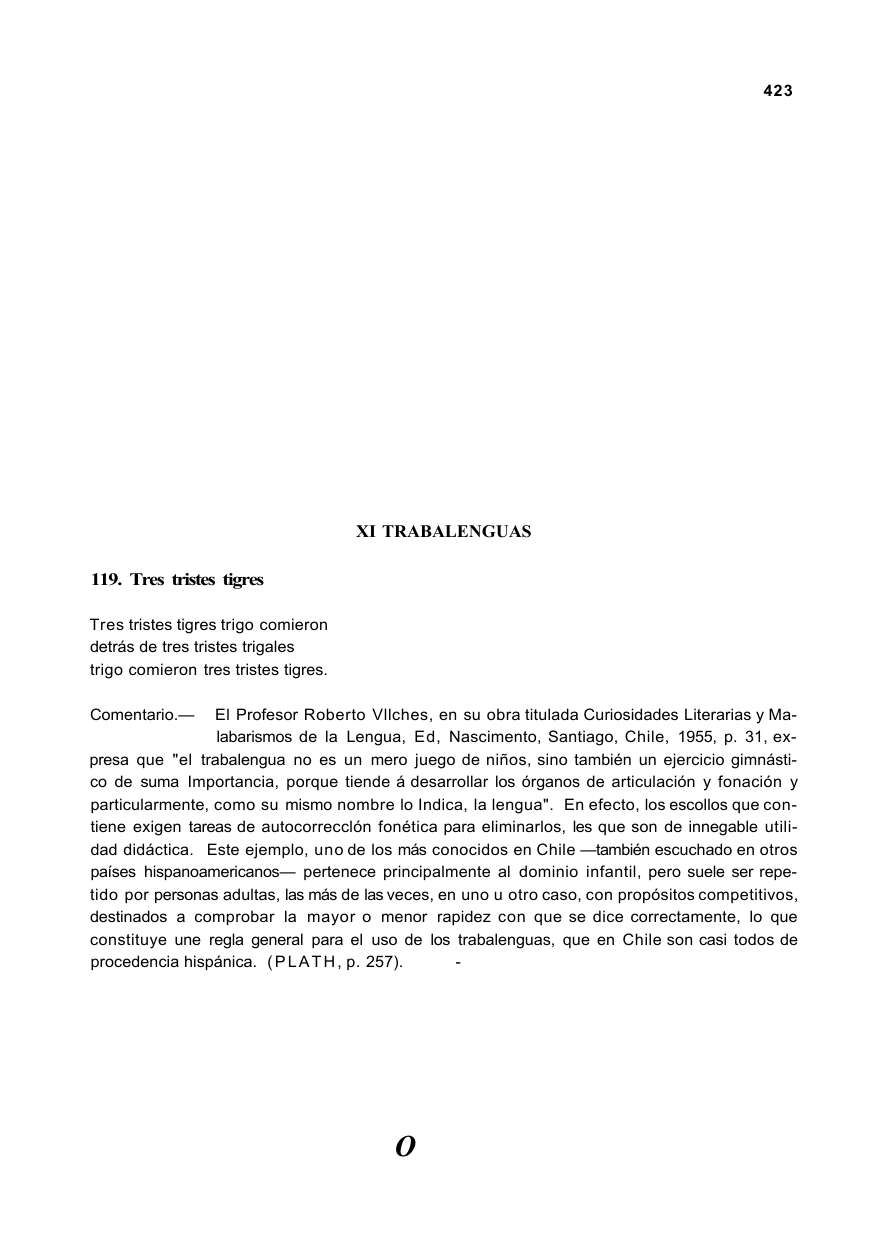 423
XI TRABALENGUAS
119. Tres tristes tigres
Tres tristes tigres trigo comieron
detrás de tres tristes trigales
trigo comieron tres tristes tigres.
Comentario.— El Profesor Roberto VIlches, en su obra titulada Curiosidades Literarias y Ma-
labarismos de la Lengua, Ed, Nascimento, Santiago, Chile, 1955, p. 31, ex-
presa que "el trabalengua no es un mero juego de niños, sino también un ejercicio gimnásti-
co de suma Importancia, porque tiende á desarrollar los órganos de articulación y fonación y
particularmente, como su mismo nombre lo Indica, la lengua". En efecto, los escollos que con-
tiene exigen tareas de autocorreccIón fonética para eliminarlos, les que son de innegable utili-
dad didáctica. Este ejemplo, uno de los más conocidos en Chile —también escuchado en otros
países hispanoamericanos— pertenece principalmente al dominio infantil, pero suele ser repe-
tido por personas adultas, las más de las veces, en uno u otro caso, con propósitos competitivos,
destinados a comprobar la mayor o menor rapidez con que se dice correctamente, lo que
constituye une regla general para el uso de los trabalenguas, que en Chile son casi todos de
procedencia hispánica. (PLATH, p. 257). -
O